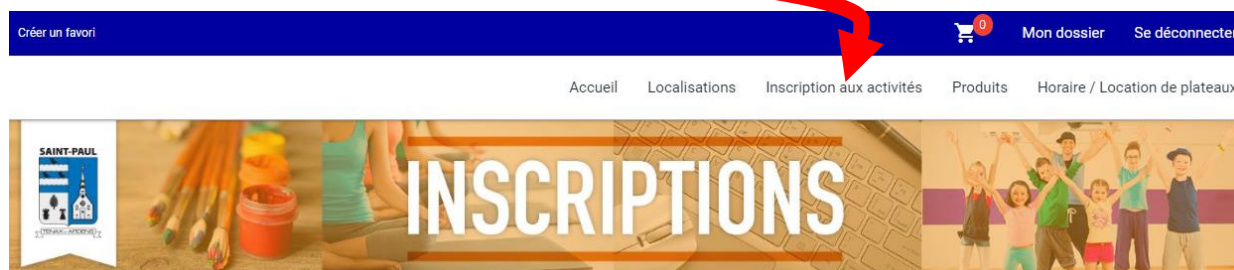 Créer un favori
0 Mon dossier Se déconnecter
Accueil Localisations Inscription aux activités Produits Horaire / Location de plateaux
SAINT-PAUL
INSCRIPTIONS